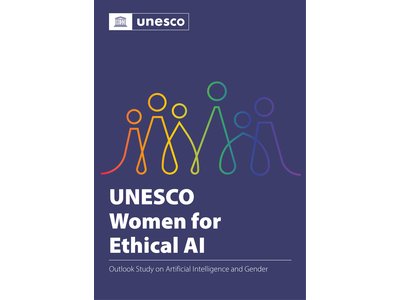 unesco
UNESCO
Women for
Ethical AI
Outlook Study on Artificial Intelligence and Gender